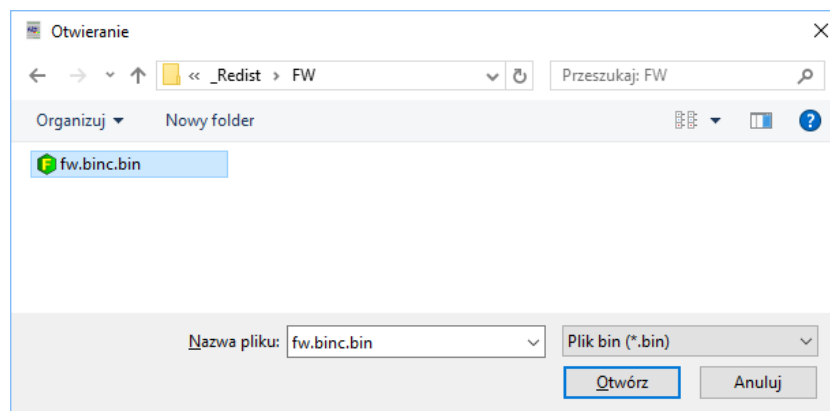 Otwieranie
« _Redist > FW
Przeszukaj: FW
Organizuj
Nowy folder
fw.binc.bin
Nazwa pliku:
fw.binc.bin
Plik bin (*.bin)
Otwórz
Anuluj